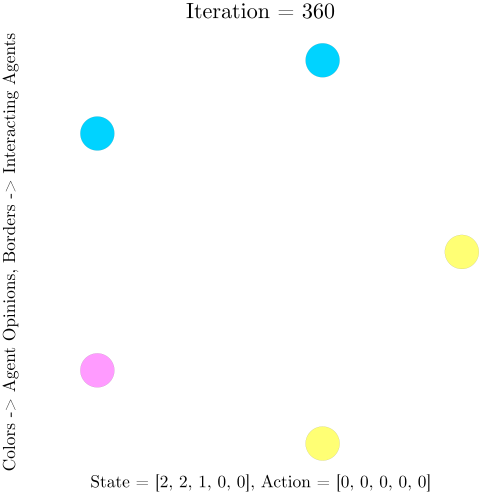 Iteration = 360
Colors -> Agent Opinions, Borders -> Interacting Agents
State = [2, 2, 1, 0, 0], Action = [0, 0, 0, 0, 0]